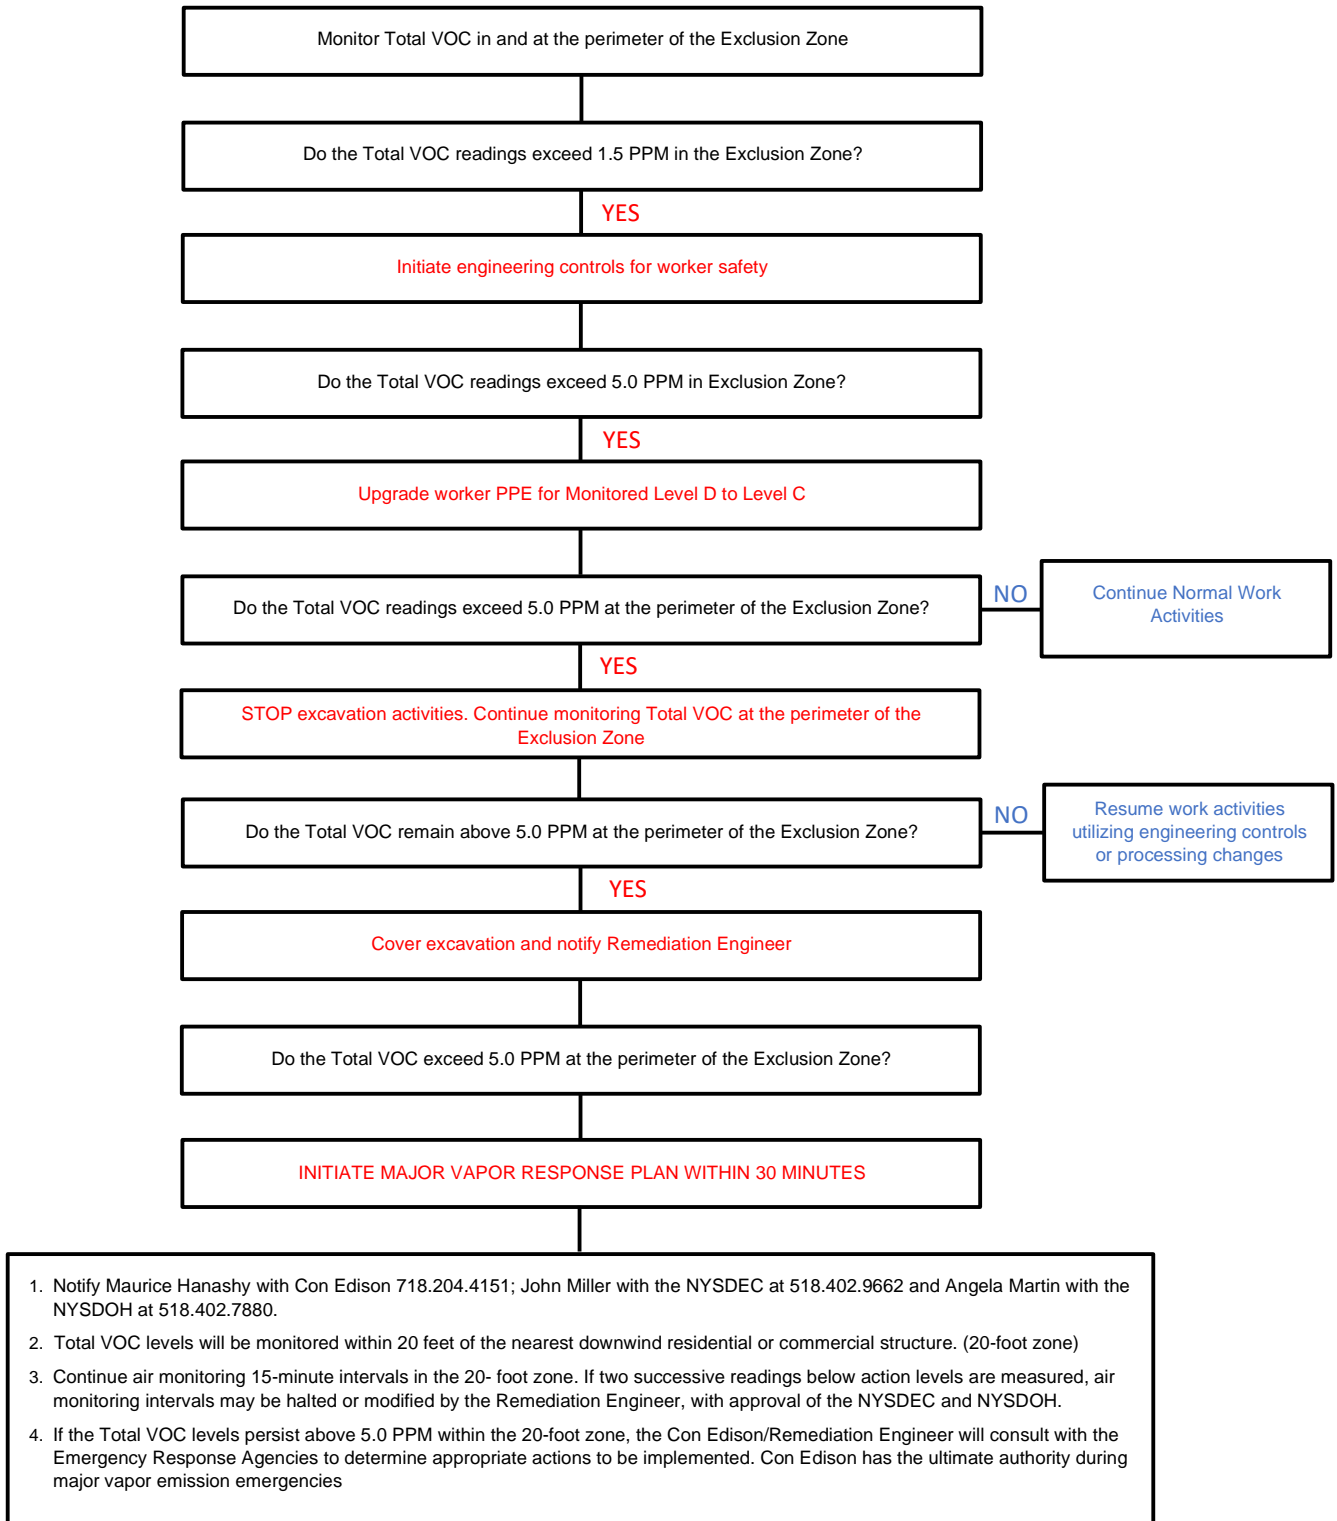 Monitor Total VOC in and at the perimeter of the Exclusion Zone
Do the Total VOC readings exceed 1.5 PPM in the Exclusion Zone?
YES
Initiate engineering controls for worker safety
Do the Total VOC readings exceed 5.0 PPM in Exclusion Zone?
YES
Upgrade worker PPE for Monitored Level D to Level C
Do the Total VOC readings exceed 5.0 PPM at the perimeter of the Exclusion Zone?
NO
Continue Normal Work
Activities
YES
STOP excavation activities. Continue monitoring Total VOC at the perimeter of the
Exclusion Zone
Do the Total VOC remain above 5.0 PPM at the perimeter of the Exclusion Zone?
NO
Resume work activities
utilizing engineering controls
or processing changes
YES
Cover excavation and notify Remediation Engineer
Do the Total VOC exceed 5.0 PPM at the perimeter of the Exclusion Zone?
INITIATE MAJOR VAPOR RESPONSE PLAN WITHIN 30 MINUTES
1. Notify Maurice Hanashy with Con Edison 718.204.4151; John Miller with the NYSDEC at 518.402.9662 and Angela Martin with the
NYSDOH at 518.402.7880.
2. Total VOC levels will be monitored within 20 feet of the nearest downwind residential or commercial structure. (20-foot zone)
3. Continue air monitoring 15-minute intervals in the 20- foot zone. If two successive readings below action levels are measured, air
monitoring intervals may be halted or modified by the Remediation Engineer, with approval of the NYSDEC and NYSDOH.
4. If the Total VOC levels persist above 5.0 PPM within the 20-foot zone, the Con Edison/Remediation Engineer will consult with the
Emergency Response Agencies to determine appropriate actions to be implemented. Con Edison has the ultimate authority during
major vapor emission emergencies